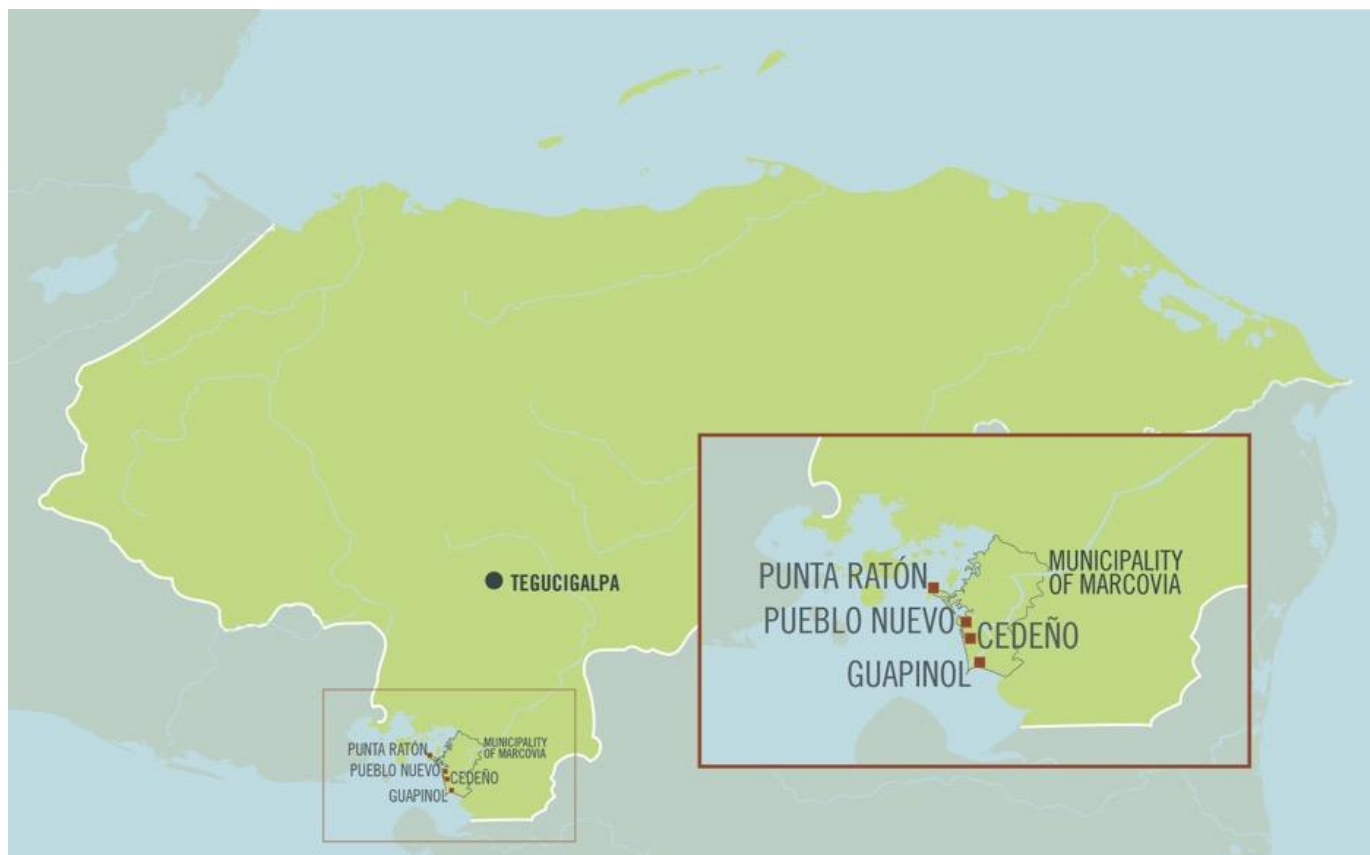 TEGUCIGALPA
PUNTA RATÓN
MUNICIPALITY
OF MARCOVIA
PUEBLO NUEVO
CEDEÑO
GUAPINOL
PUNTA RATÓN
MUNICIPALITY
OF MARCOVIA
PUEBLO NUEVO
CEDEÑO
GUAPINOL